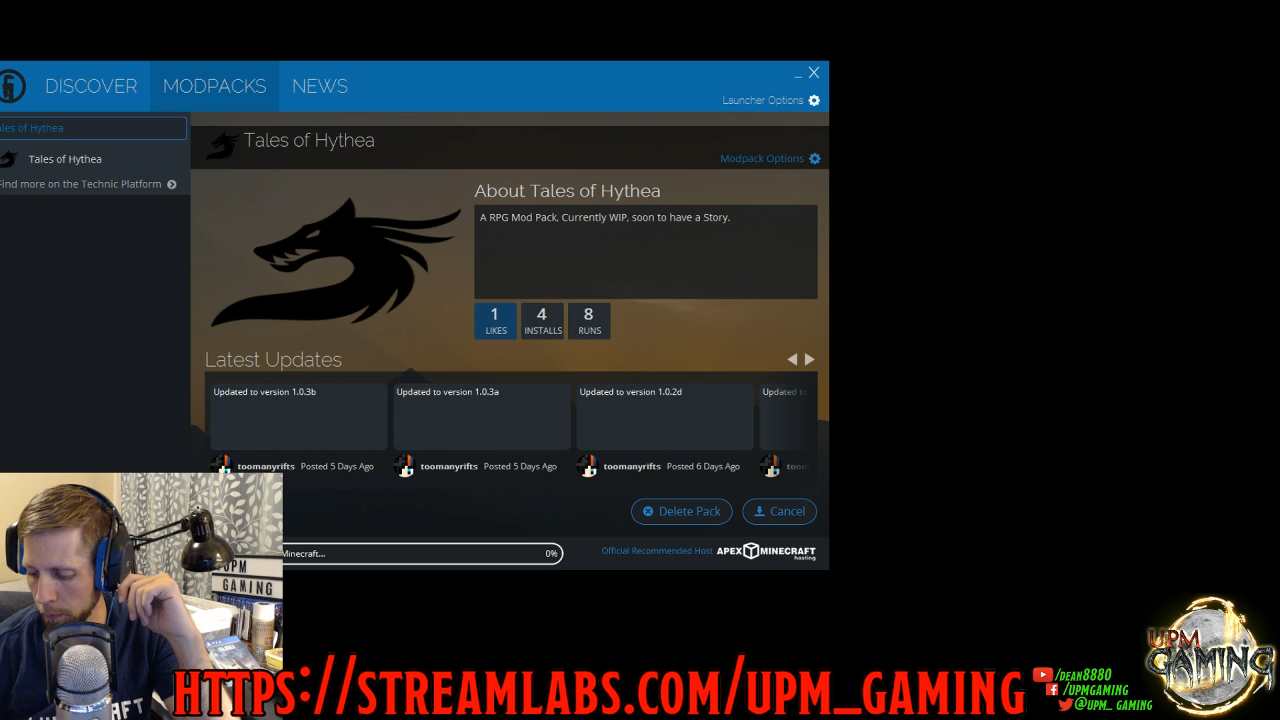 DISCOVER
MODPACKS
NEWS
Launcher Options
ales of Hythea
Tales of Hythea
Find more on the Technic Platform
Tales of Hythea
Modpack Options
About Tales of Hythea
A RPG Mod Pack, Currently WIP, soon to have a Story.
1 LIKES
4 INSTALLS
8 RUNS
Latest Updates
Updated to version 1.0.3b
Updated to version 1.0.3a
Updated to version 1.0.2d
Updated to
toomanyrifts Posted 5 Days Ago
toomanyrifts Posted 5 Days Ago
toomanyrifts Posted 6 Days Ago
toom
Delete Pack
Cancel
Minecraft...
0%
Official Recommended Host
APEX MINECRAFT
hosting
UPM
GAMING
HTTPS://STREAMLABS.COM/UPM_GAMING
/DEAN8880
/UPMGAMING
@UPM_ GAMING
UPM
GAMING